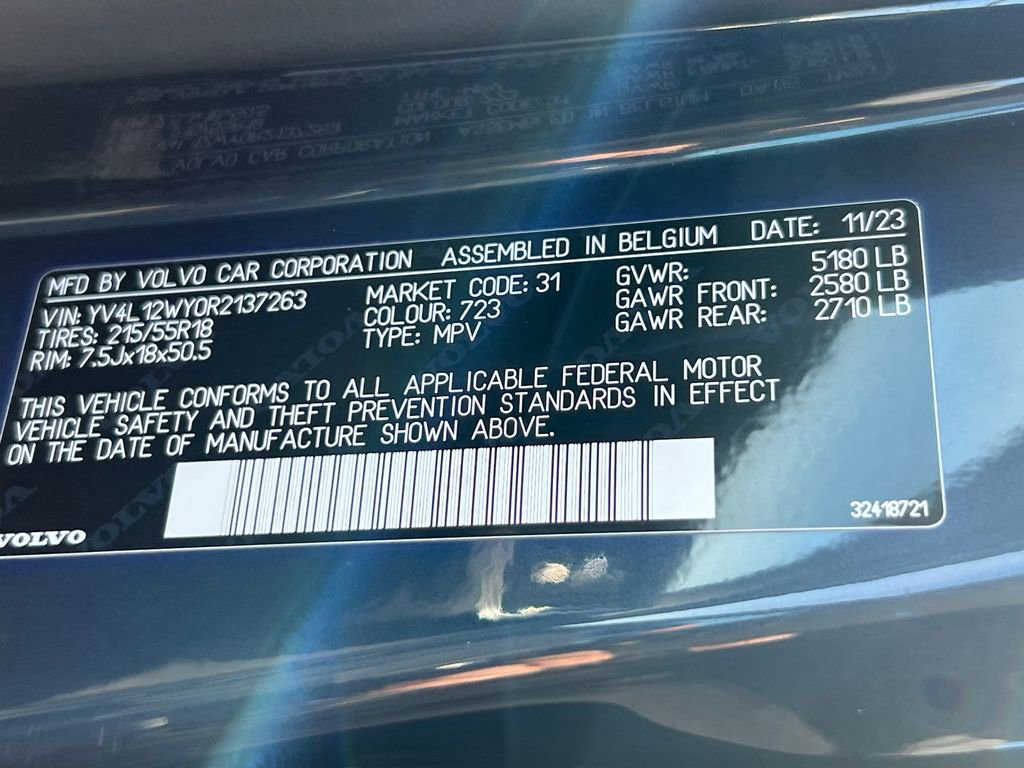 MFD BY VOLVO CAR CORPORATION ASSEMBLED IN BELGIUM DATE: 11/23
VIN: YV4L12WY0R2137263 MARKET CODE: 31 GVWR: 5180 LB
TIRES: 215/55R18 COLOUR: 723 GAWR FRONT: 2580 LB
RIM: 7.5Jx18x50.5 TYPE: MPV GAWR REAR: 2710 LB
THIS VEHICLE CONFORMS TO ALL APPLICABLE FEDERAL MOTOR
VEHICLE SAFETY AND THEFT PREVENTION STANDARDS IN EFFECT
ON THE DATE OF MANUFACTURE SHOWN ABOVE.
VOLVO 32418721